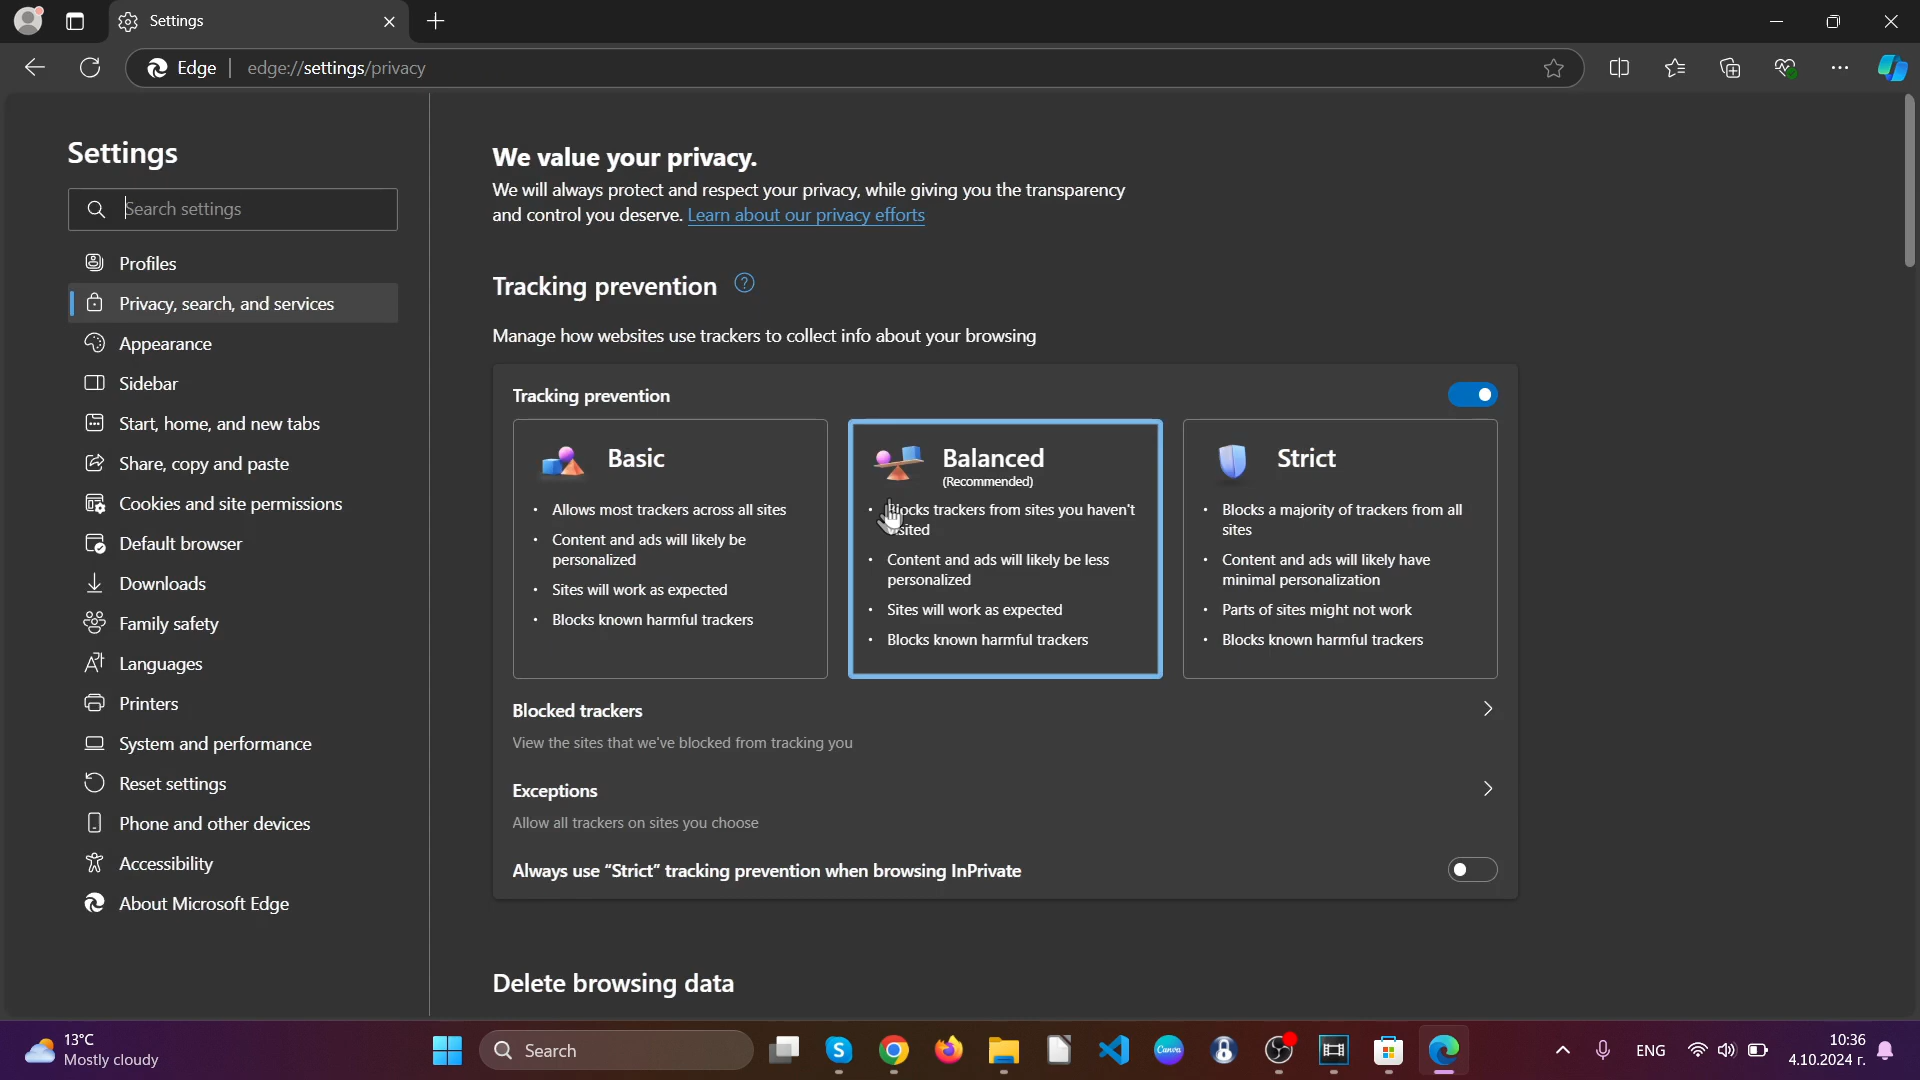 Settings
Edge
edge://settings/privacy
Settings
Search settings
Profiles
Privacy, search, and services
Appearance
Sidebar
Start, home, and new tabs
Share, copy and paste
Cookies and site permissions
Default browser
Downloads
Family safety
Languages
Printers
System and performance
Reset settings
Phone and other devices
Accessibility
About Microsoft Edge
We value your privacy.
We will always protect and respect your privacy, while giving you the transparency
and control you deserve. Learn about our privacy efforts
Tracking prevention
Manage how websites use trackers to collect info about your browsing
Tracking prevention
Basic
• Allows most trackers across all sites
• Content and ads will likely be
personalized
• Sites will work as expected
• Blocks known harmful trackers
Balanced
(Recommended)
• Blocks trackers from sites you haven't
visited
• Content and ads will likely be less
personalized
• Sites will work as expected
• Blocks known harmful trackers
Strict
• Blocks a majority of trackers from all
sites
• Content and ads will likely have
minimal personalization
• Parts of sites might not work
• Blocks known harmful trackers
Blocked trackers
View the sites that we've blocked from tracking you
Exceptions
Allow all trackers on sites you choose
Always use “Strict” tracking prevention when browsing InPrivate
Delete browsing data
13°C
Mostly cloudy
Search
Canva
ENG
10:36
4.10.2024 г.